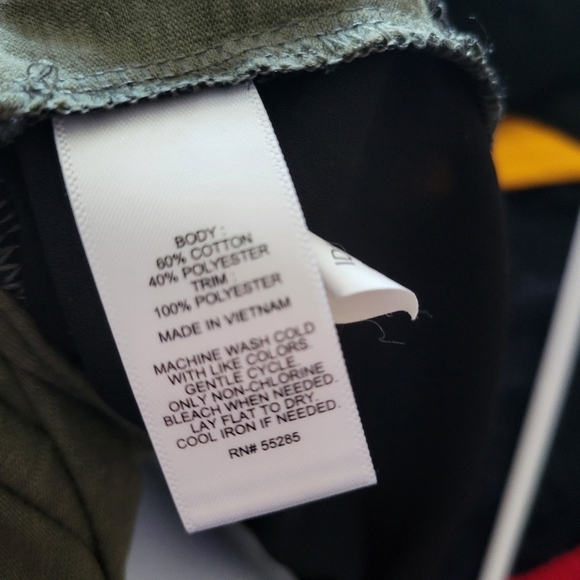 BODY :
60% COTTON
40% POLYESTER
TRIM :
100% POLYESTER
MADE IN VIETNAM
MACHINE WASH COLD
WITH LIKE COLORS.
GENTLE CYCLE.
ONLY NON-CHLORINE
BLEACH WHEN NEEDED.
LAY FLAT TO DRY.
COOL IRON IF NEEDED.
RN# 55285